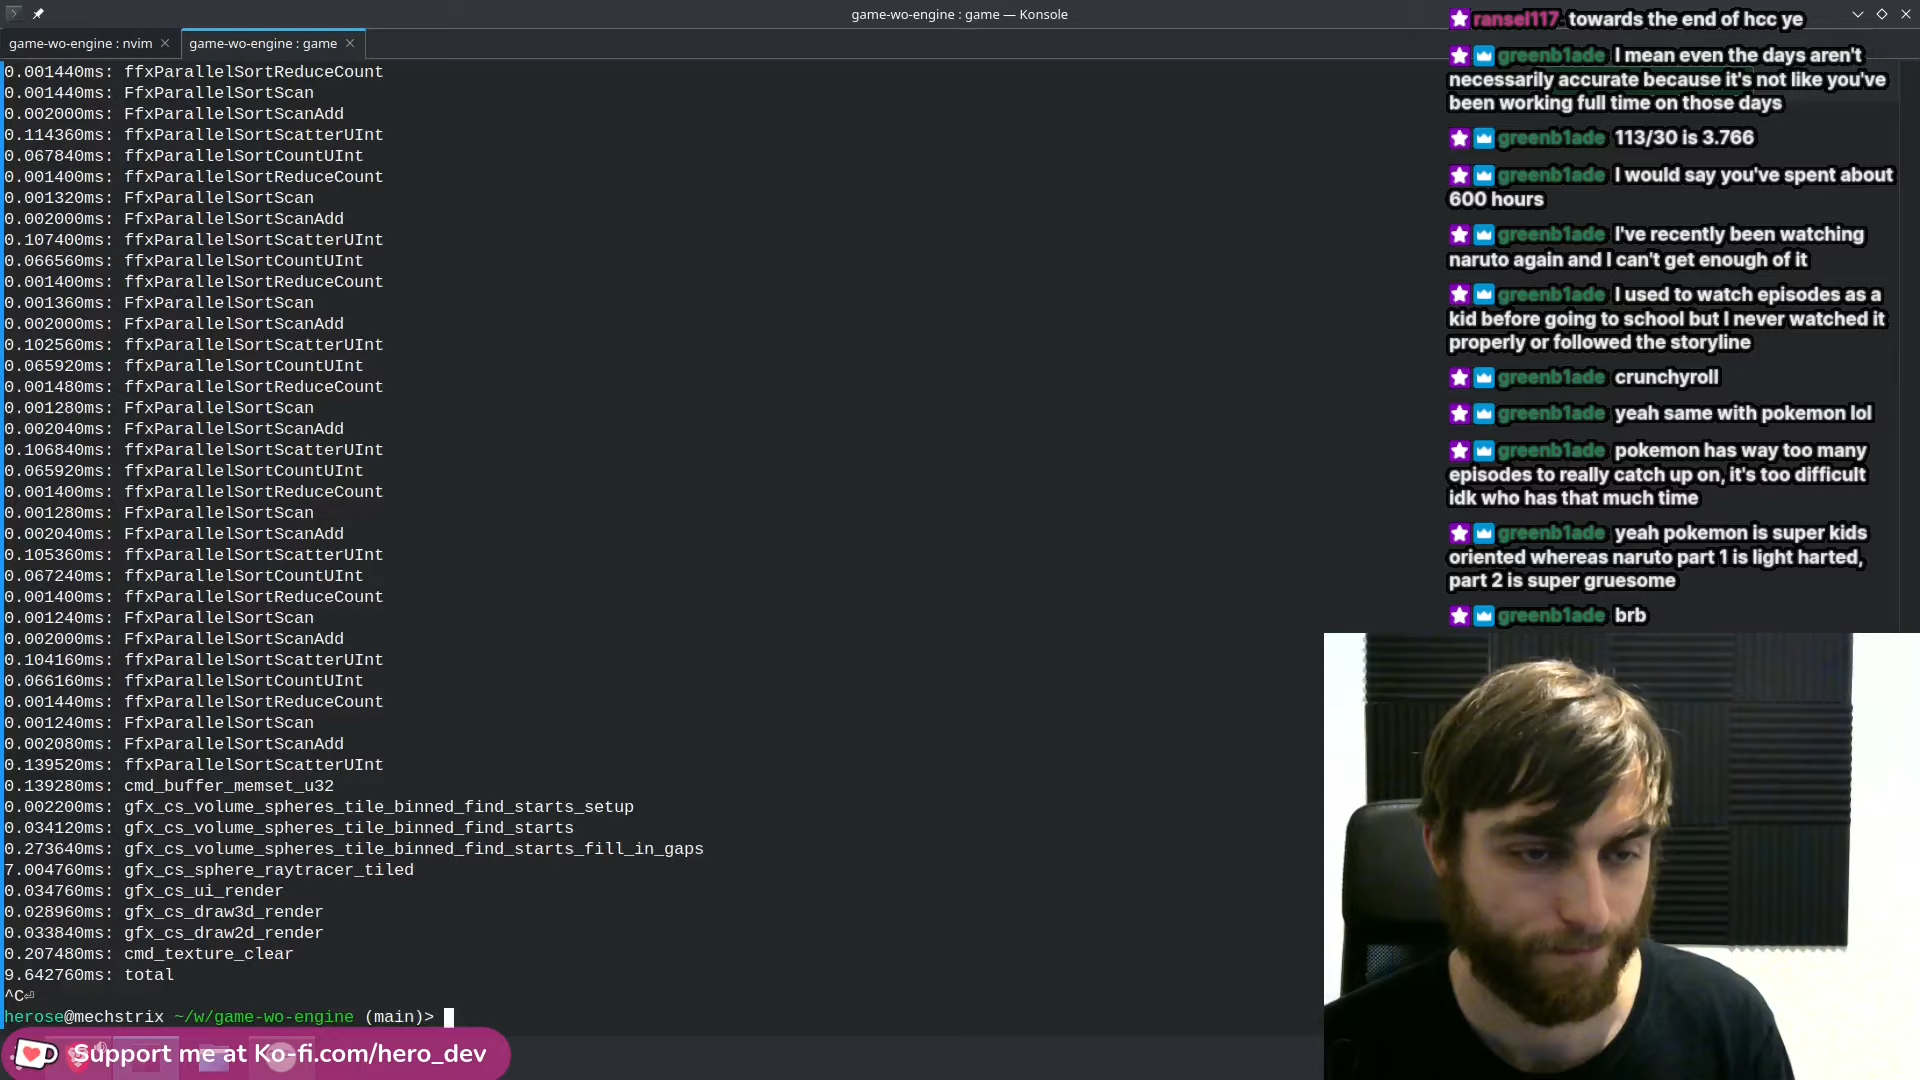 game-wo-engine : game — Konsole
game-wo-engine : nvim
game-wo-engine : game
0.001440ms: ffxParallelSortReduceCount
0.001440ms: FfxParallelSortScan
0.002000ms: FfxParallelSortScanAdd
0.114360ms: ffxParallelSortScatterUInt
0.067840ms: ffxParallelSortCountUInt
0.001400ms: ffxParallelSortReduceCount
0.001320ms: FfxParallelSortScan
0.002000ms: FfxParallelSortScanAdd
0.107400ms: ffxParallelSortScatterUInt
0.066560ms: ffxParallelSortCountUInt
0.001400ms: ffxParallelSortReduceCount
0.001360ms: FfxParallelSortScan
0.002000ms: FfxParallelSortScanAdd
0.102560ms: ffxParallelSortScatterUInt
0.065920ms: ffxParallelSortCountUInt
0.001480ms: ffxParallelSortReduceCount
0.001280ms: FfxParallelSortScan
0.002040ms: FfxParallelSortScanAdd
0.106840ms: ffxParallelSortScatterUInt
0.065920ms: ffxParallelSortCountUInt
0.001400ms: ffxParallelSortReduceCount
0.001280ms: FfxParallelSortScan
0.002040ms: FfxParallelSortScanAdd
0.105360ms: ffxParallelSortScatterUInt
0.067240ms: ffxParallelSortCountUInt
0.001400ms: ffxParallelSortReduceCount
0.001240ms: FfxParallelSortScan
0.002000ms: FfxParallelSortScanAdd
0.104160ms: ffxParallelSortScatterUInt
0.066160ms: ffxParallelSortCountUInt
0.001440ms: ffxParallelSortReduceCount
0.001240ms: FfxParallelSortScan
0.002080ms: FfxParallelSortScanAdd
0.139520ms: ffxParallelSortScatterUInt
0.139280ms: cmd_buffer_memset_u32
0.002200ms: gfx_cs_volume_spheres_tile_binned_find_starts_setup
0.034120ms: gfx_cs_volume_spheres_tile_binned_find_starts
0.273640ms: gfx_cs_volume_spheres_tile_binned_find_starts_fill_in_gaps
7.004760ms: gfx_cs_sphere_raytracer_tiled
0.034760ms: gfx_cs_ui_render
0.028960ms: gfx_cs_draw3d_render
0.033840ms: gfx_cs_draw2d_render
0.207480ms: cmd_texture_clear
9.642760ms: total
^C⏎
herose@mechstrix ~/w/game-wo-engine (main)>
Support me at Ko-fi.com/hero_dev
ransel117 towards the end of hcc ye
greenb1ade I mean even the days aren't
necessarily accurate because it's not like you've
been working full time on those days
greenb1ade 113/30 is 3.766
greenb1ade I would say you've spent about
600 hours
greenb1ade I've recently been watching
naruto again and I can't get enough of it
greenb1ade I used to watch episodes as a
kid before going to school but I never watched it
properly or followed the storyline
greenb1ade crunchyroll
greenb1ade yeah same with pokemon lol
greenb1ade pokemon has way too many
episodes to really catch up on, it's too difficult
idk who has that much time
greenb1ade yeah pokemon is super kids
oriented whereas naruto part 1 is light harted,
part 2 is super gruesome
greenb1ade brb